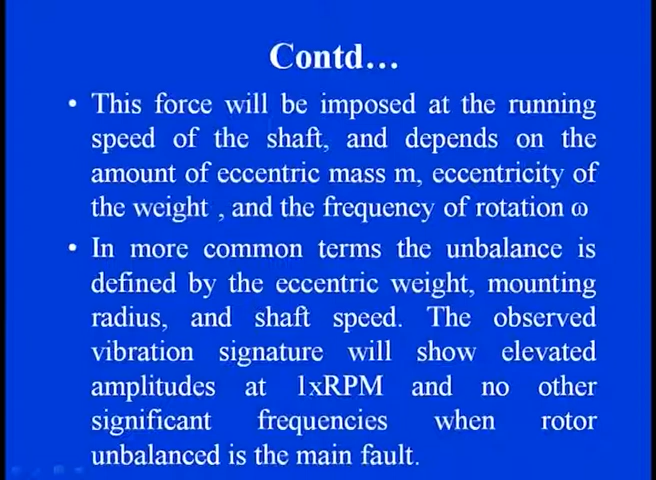 Contd…
• This force will be imposed at the running
speed of the shaft, and depends on the
amount of eccentric mass m, eccentricity of
the weight , and the frequency of rotation ω
• In more common terms the unbalance is
defined by the eccentric weight, mounting
radius, and shaft speed. The observed
vibration signature will show elevated
amplitudes at 1xRPM and no other
significant frequencies when rotor
unbalanced is the main fault.